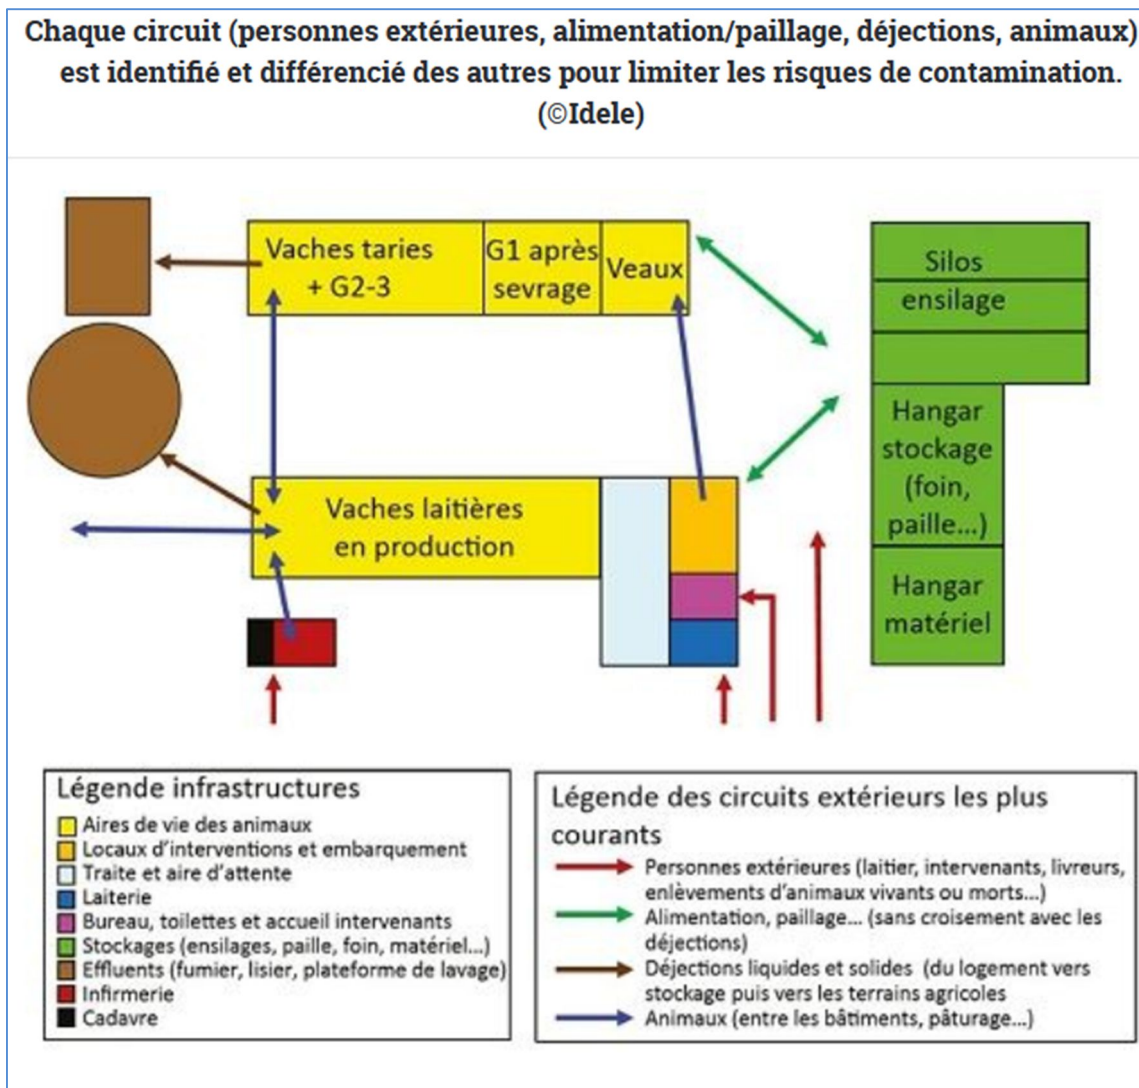 Chaque circuit (personnes extérieures, alimentation/paillage, déjections, animaux)
est identifié et différencié des autres pour limiter les risques de contamination.
(©Idele)
Vaches taries
+ G2-3
G1 après
sevrage
Veaux
Silos
ensilage
Hangar
stockage
(foin,
paille...)
Hangar
matériel
Vaches laitières
en production
Légende infrastructures
Aires de vie des animaux
Locaux d'interventions et embarquement
Traite et aire d'attente
Laiterie
Bureau, toilettes et accueil intervenants
Stockages (ensilages, paille, foin, matériel...)
Effluents (fumier, lisier, plateforme de lavage)
Infirmerie
Cadavre
Légende des circuits extérieurs les plus
courants
Personnes extérieures (laitier, intervenants, livreurs,
enlèvements d'animaux vivants ou morts...)
Alimentation, paillage... (sans croisement avec les
déjections)
Déjections liquides et solides (du logement vers
stockage puis vers les terrains agricoles
Animaux (entre les bâtiments, pâturage...)